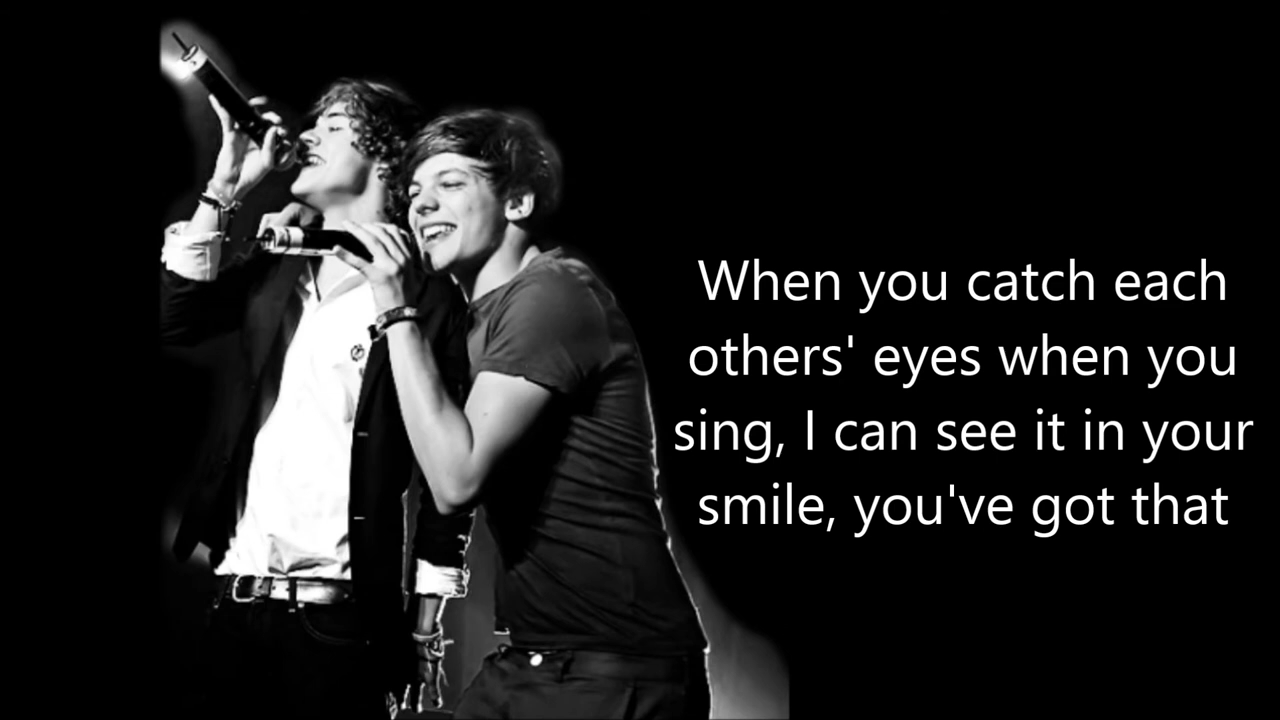 When you catch each
others' eyes when you
sing, I can see it in your
smile, you've got that